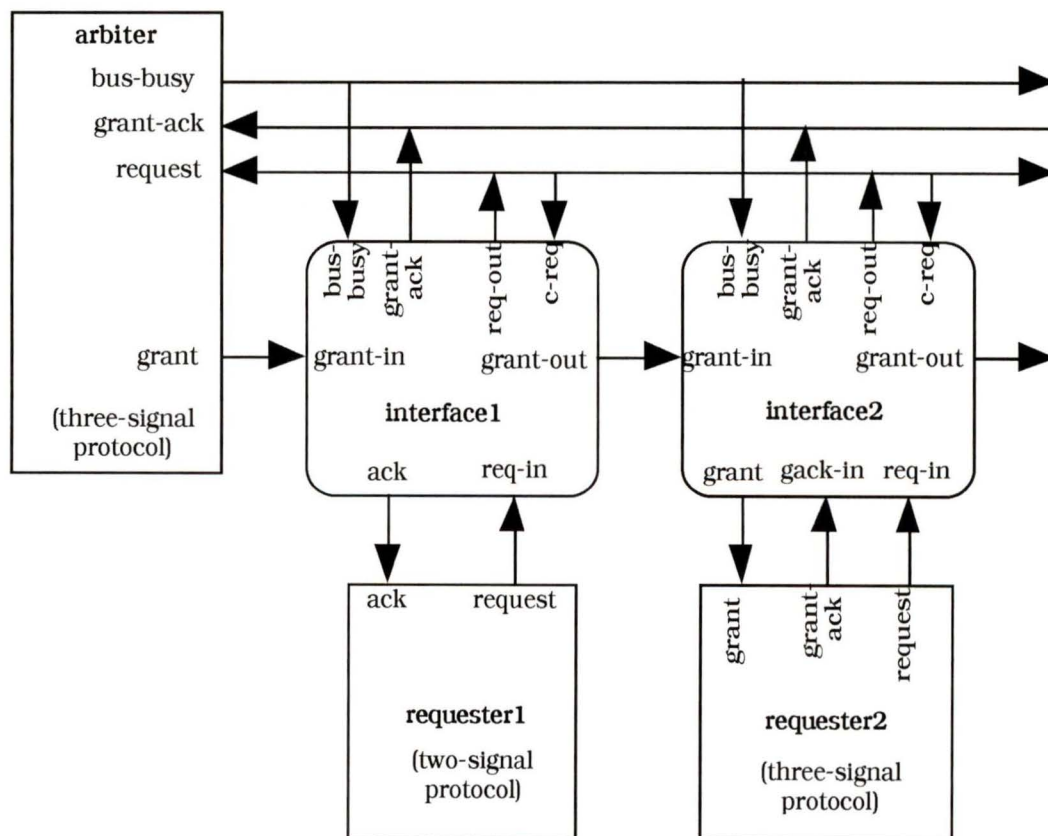 arbiter
bus-busy
grant-ack
request
grant
(three-signal
protocol)
bus-
busy
grant-
ack
req-out
c-req
grant-in
grant-out
interface1
ack
req-in
bus-
busy
grant-
ack
req-out
c-req
grant-in
grant-out
interface2
grant
gack-in
req-in
ack
request
requester1
(two-signal
protocol)
grant
grant-
ack
request
requester2
(three-signal
protocol)